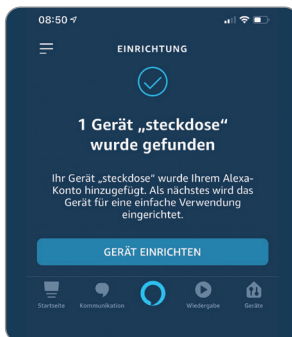 08:50
EINRICHTUNG
1 Gerät „steckdose“
wurde gefunden
Ihr Gerät „steckdose“ wurde Ihrem Alexa-
Konto hinzugefügt. Als nächstes wird das
Gerät für eine einfache Verwendung
eingerichtet.
GERÄT EINRICHTEN
Startseite Kommunikation Wiedergabe Geräte